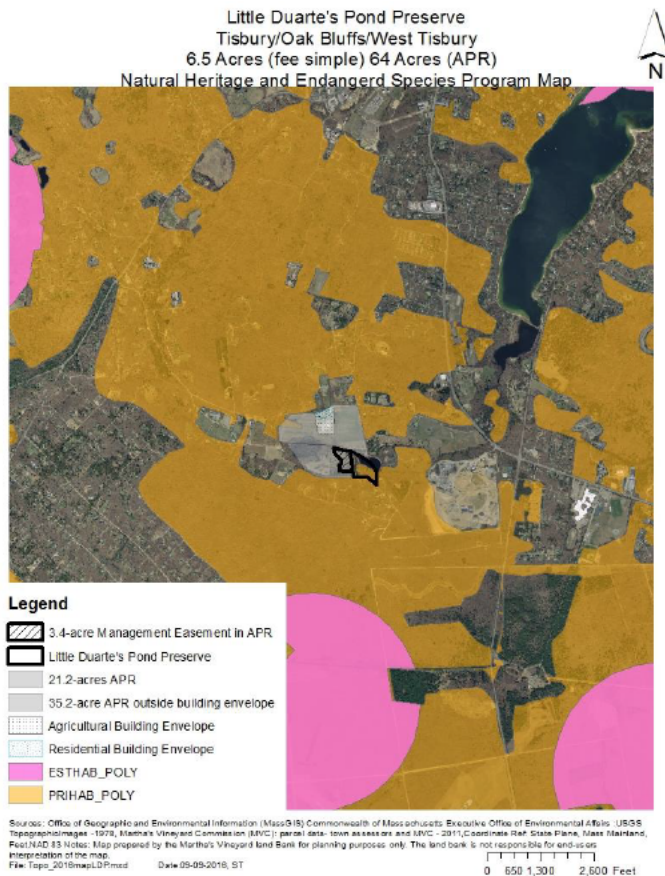 Little Duarte's Pond Preserve
Tisbury/Oak Bluffs/West Tisbury
6.5 Acres (fee simple) 64 Acres (APR)
Natural Heritage and Endangerd Species Program Map
N
Legend
3.4-acre Management Easement in APR
Little Duarte's Pond Preserve
21.2-acres APR
35.2-acre APR outside building envelope
Agricultural Building Envelope
Residential Building Envelope
ESTHAB_POLY
PRIHAB_POLY
Sources: Office of Geographic and Environmental Information (MassGIS) Commonwealth of Massachusetts Executive Office of Environmental Affairs ; USGS
Topographicimages -1979, Martha's Vineyard Commission (MVC): parcel data- town assessors and MVC - 2011,Coordinate Ref: State Plane, Mass Mainland,
Feet.NAD 83 Notes: Map prepared by the Martha's Vineyard land Bank for planning purposes only. The land bank is not responsible for end-users
interpretation of the map.
File: Topo_2016mapLDP.mxd Date:09-09-2016, ST
0 650 1,300 2,600 Feet